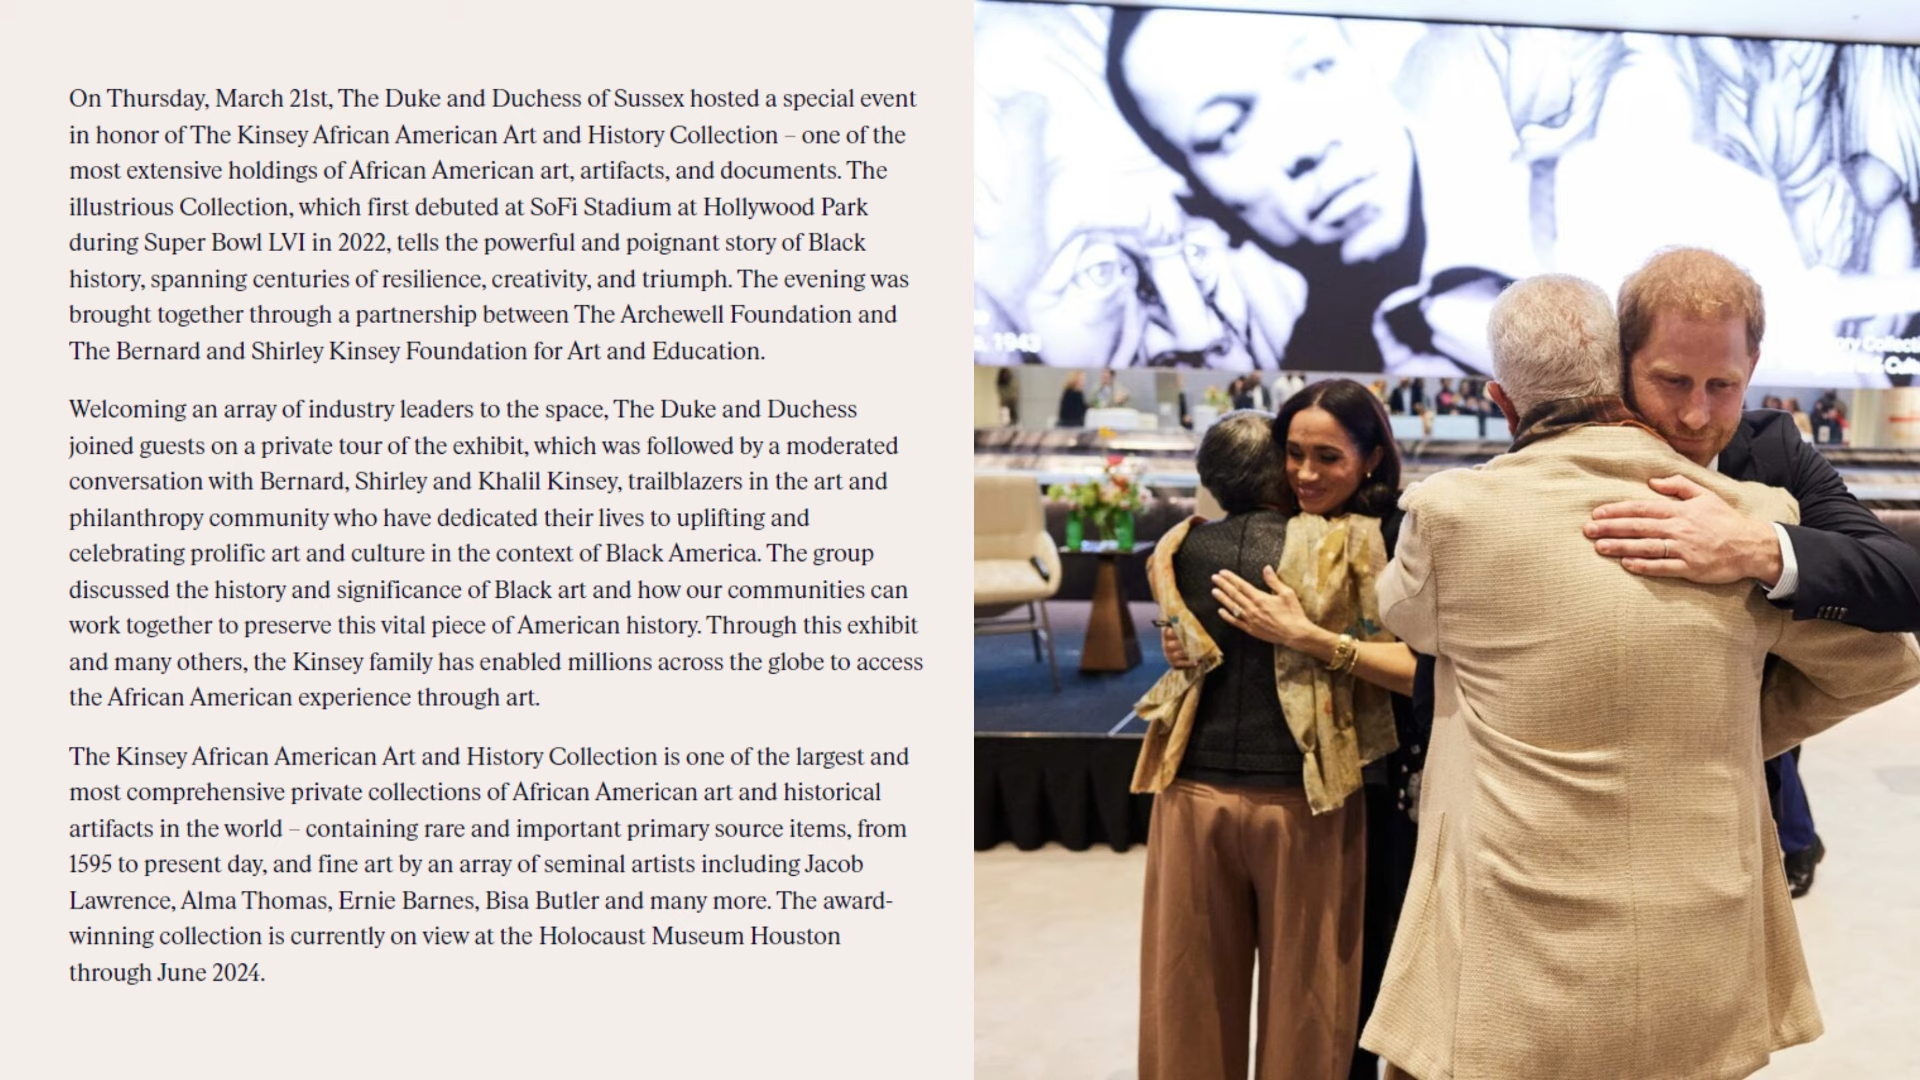 On Thursday, March 21st, The Duke and Duchess of Sussex hosted a special event
in honor of The Kinsey African American Art and History Collection – one of the
most extensive holdings of African American art, artifacts, and documents. The
illustrious Collection, which first debuted at SoFi Stadium at Hollywood Park
during Super Bowl LVI in 2022, tells the powerful and poignant story of Black
history, spanning centuries of resilience, creativity, and triumph. The evening was
brought together through a partnership between The Archewell Foundation and
The Bernard and Shirley Kinsey Foundation for Art and Education.
Welcoming an array of industry leaders to the space, The Duke and Duchess
joined guests on a private tour of the exhibit, which was followed by a moderated
conversation with Bernard, Shirley and Khalil Kinsey, trailblazers in the art and
philanthropy community who have dedicated their lives to uplifting and
celebrating prolific art and culture in the context of Black America. The group
discussed the history and significance of Black art and how our communities can
work together to preserve this vital piece of American history. Through this exhibit
and many others, the Kinsey family has enabled millions across the globe to access
the African American experience through art.
The Kinsey African American Art and History Collection is one of the largest and
most comprehensive private collections of African American art and historical
artifacts in the world – containing rare and important primary source items, from
1595 to present day, and fine art by an array of seminal artists including Jacob
Lawrence, Alma Thomas, Ernie Barnes, Bisa Butler and many more. The award-
winning collection is currently on view at the Holocaust Museum Houston
through June 2024.
1943